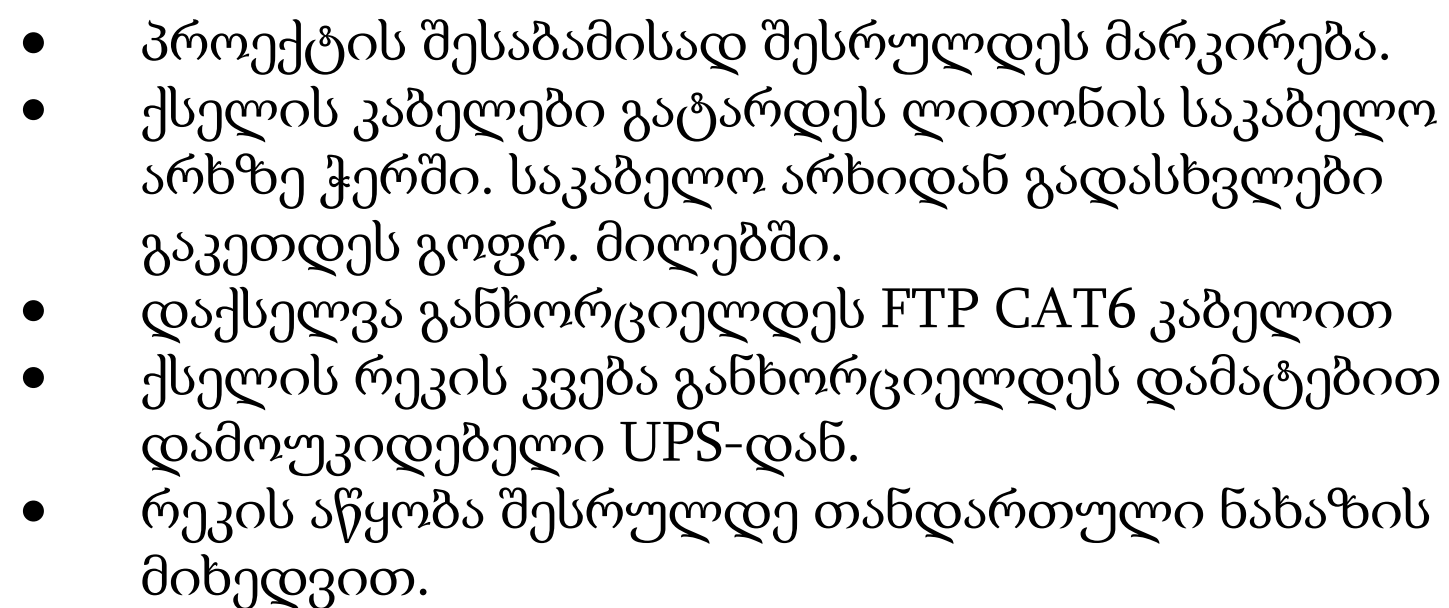 • პროექტის შესაბამისად შესრულდეს მარკირება.
• ქსელის კაბელები გატარდეს ლითონის საკაბელო
არხზე ჭერში. საკაბელო არხიდან გადასხვლები
გაკეთდეს გოფრ. მილებში.
• დაქსელვა განხორციელდეს FTP CAT6 კაბელით
• ქსელის რეკის კვება განხორციელდეს დამატებით
დამოუკიდებელი UPS-დან.
• რეკის აწყობა შესრულდე თანდართული ნახაზის
მიხედვით.